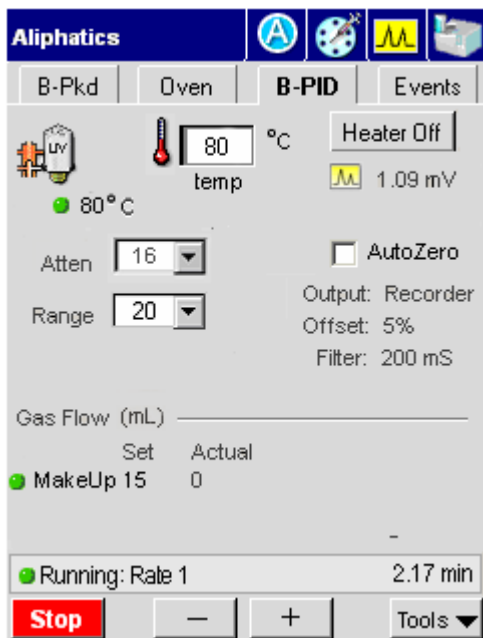 Aliphatics A
B-Pkd Oven B-PID Events
UV 80 °C Heater Off
temp 1.09 mV
80°C
Atten 16 AutoZero
Output: Recorder
Range 20 Offset: 5%
Filter: 200 mS
Gas Flow (mL)
Set Actual
MakeUp 15 0
-
Running: Rate 1 2.17 min
Stop — + Tools